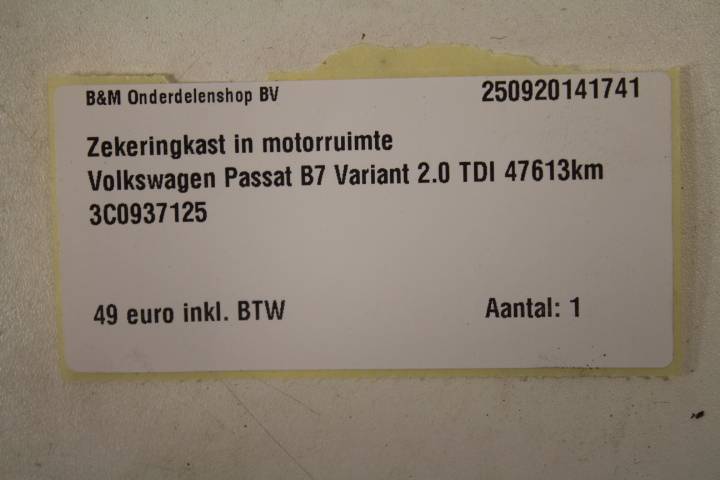 B&M Onderdelenshop BV 250920141741
Zekeringkast in motorruimte
Volkswagen Passat B7 Variant 2.0 TDI 47613km
3C0937125
49 euro inkl. BTW Aantal: 1